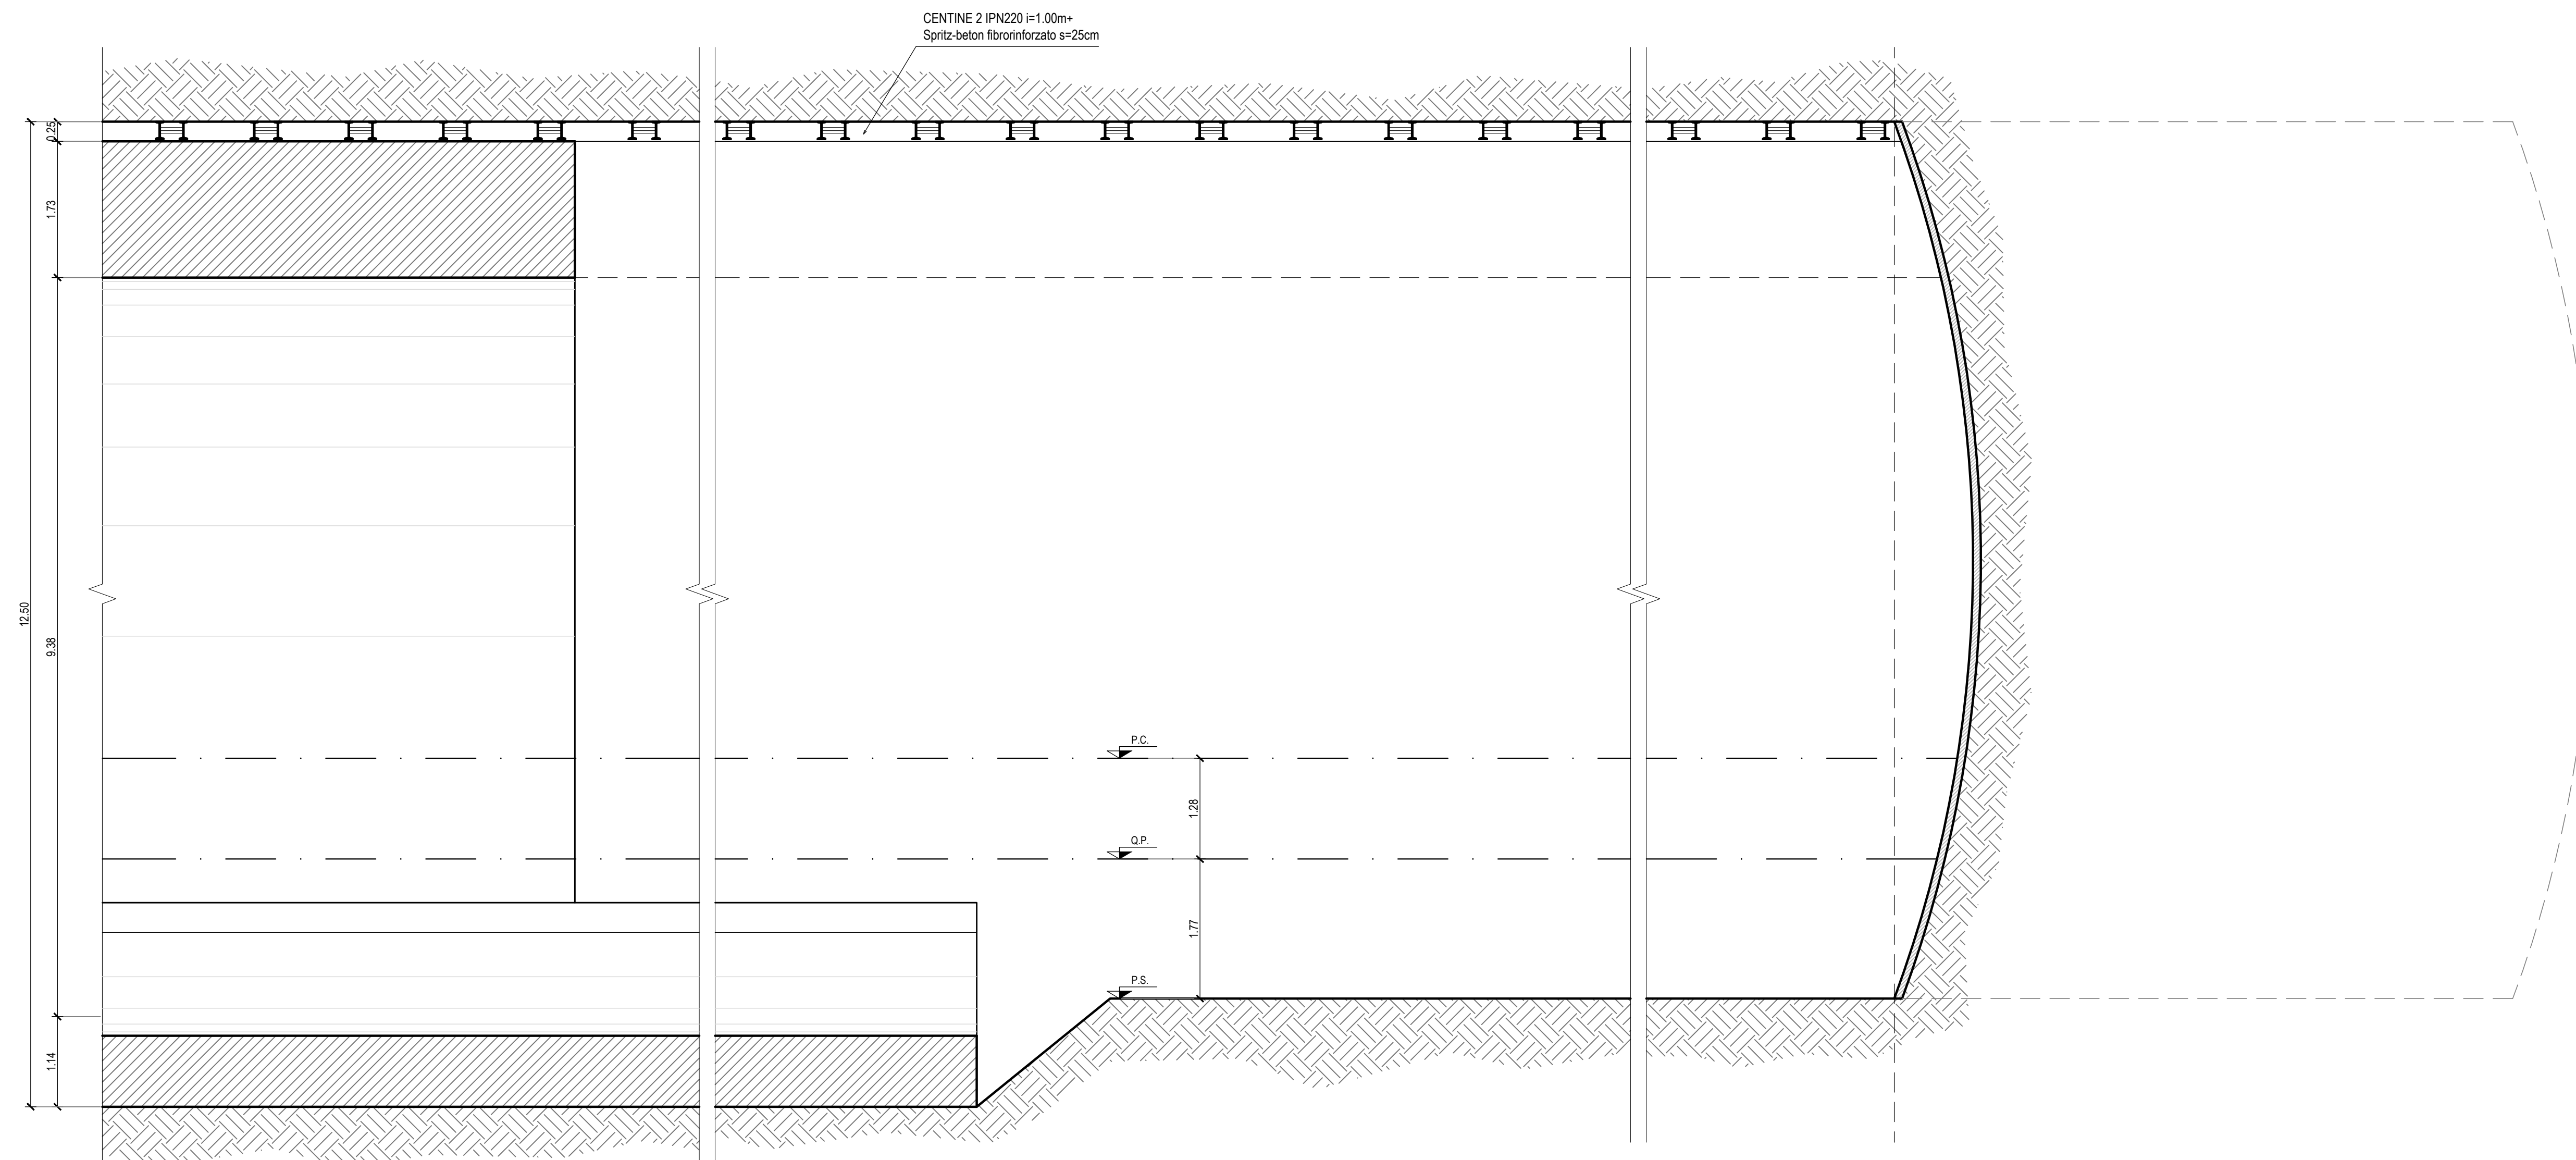 CENTINE 2 IPN220 i=1.00m+
Spritz-beton fibrorinforzato s=25cm
0.25
1.73
12.50
9.38
P.C.
1.28
Q.P.
1.77
P.S.
1.14